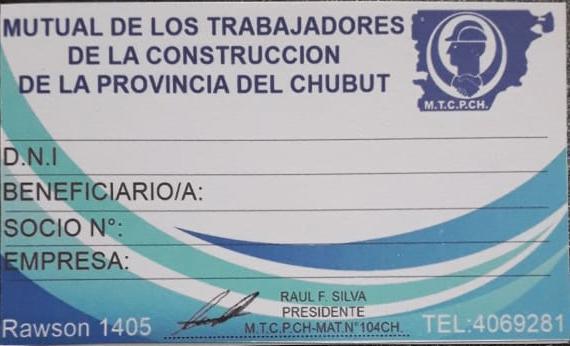 MUTUAL DE LOS TRABAJADORES
DE LA CONSTRUCCION
DE LA PROVINCIA DEL CHUBUT
M.T.C.P.CH.
D.N.I
BENEFICIARIO/A:
SOCIO N°:
EMPRESA:
RAUL F. SILVA
PRESIDENTE
M.T.C.P.CH-MAT.N°104CH.
Rawson 1405
TEL:4069281